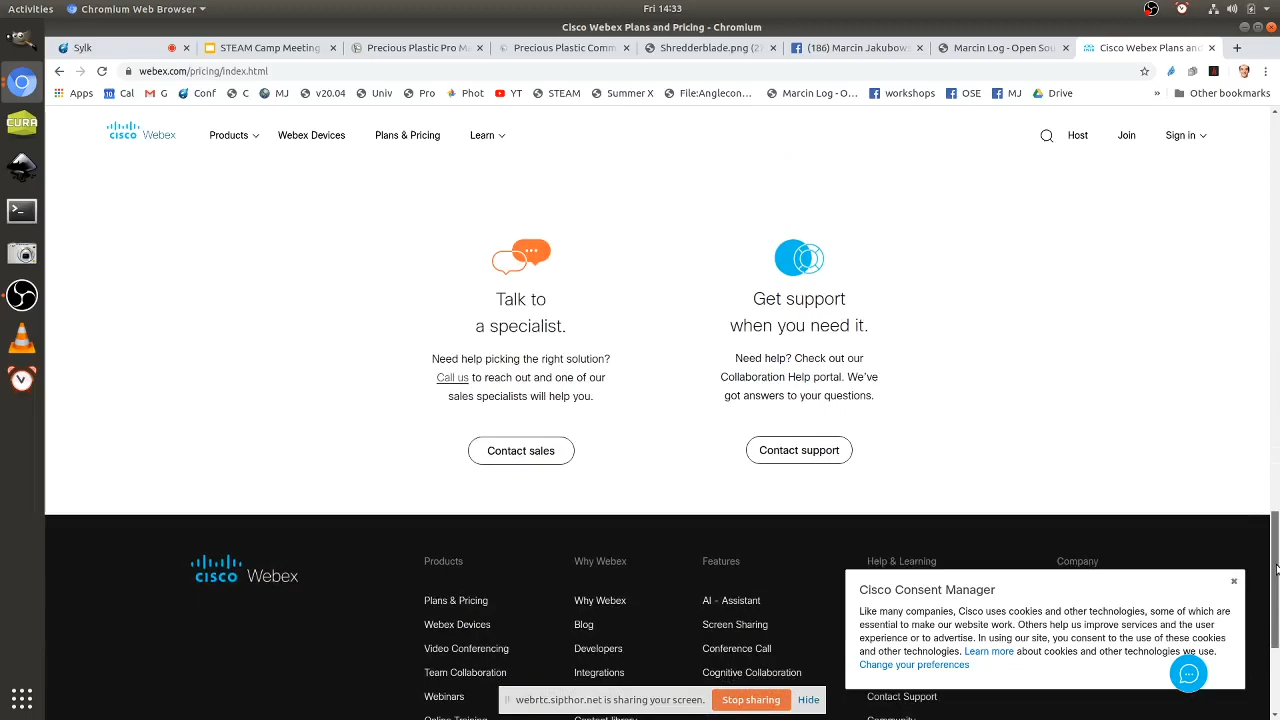 Activities
Chromium Web Browser
Fri 14:33
Cisco Webex Plans and Pricing - Chromium
Sylk
STEAM Camp Meeting
Precious Plastic Pro Ma
Precious Plastic Comm
Shredderblade.png (27
(186) Marcin Jakubows
Marcin Log - Open Sou
Cisco Webex Plans and
webex.com/pricing/index.html
Apps
Cal
M G
Conf
C
MJ
v20.04
Univ
Pro
Phot
YT
STEAM
Summer X
File:Anglecon...
Marcin Log - O...
workshops
OSE
MJ
Drive
»
Other bookmarks
CURA
cisco Webex
Products
Webex Devices
Plans & Pricing
Learn
Host
Join
Sign in
Talk to
a specialist.
Need help picking the right solution?
Call us to reach out and one of our
sales specialists will help you.
Contact sales
Get support
when you need it.
Need help? Check out our
Collaboration Help portal. We've
got answers to your questions.
Contact support
cisco Webex
Products
Plans & Pricing
Webex Devices
Video Conferencing
Team Collaboration
Webinars
Why Webex
Why Webex
Blog
Developers
Integrations
Features
AI - Assistant
Screen Sharing
Conference Call
Cognitive Collaboration
Help & Learning
Contact Support
Company
Cisco Consent Manager
Like many companies, Cisco uses cookies and other technologies, some of which are
essential to make our website work. Others help us improve services and the user
experience or to advertise. In using our site, you consent to the use of these cookies
and other technologies. Learn more about cookies and other technologies we use.
Change your preferences
webrtc.sipthor.net is sharing your screen.
Stop sharing
Hide